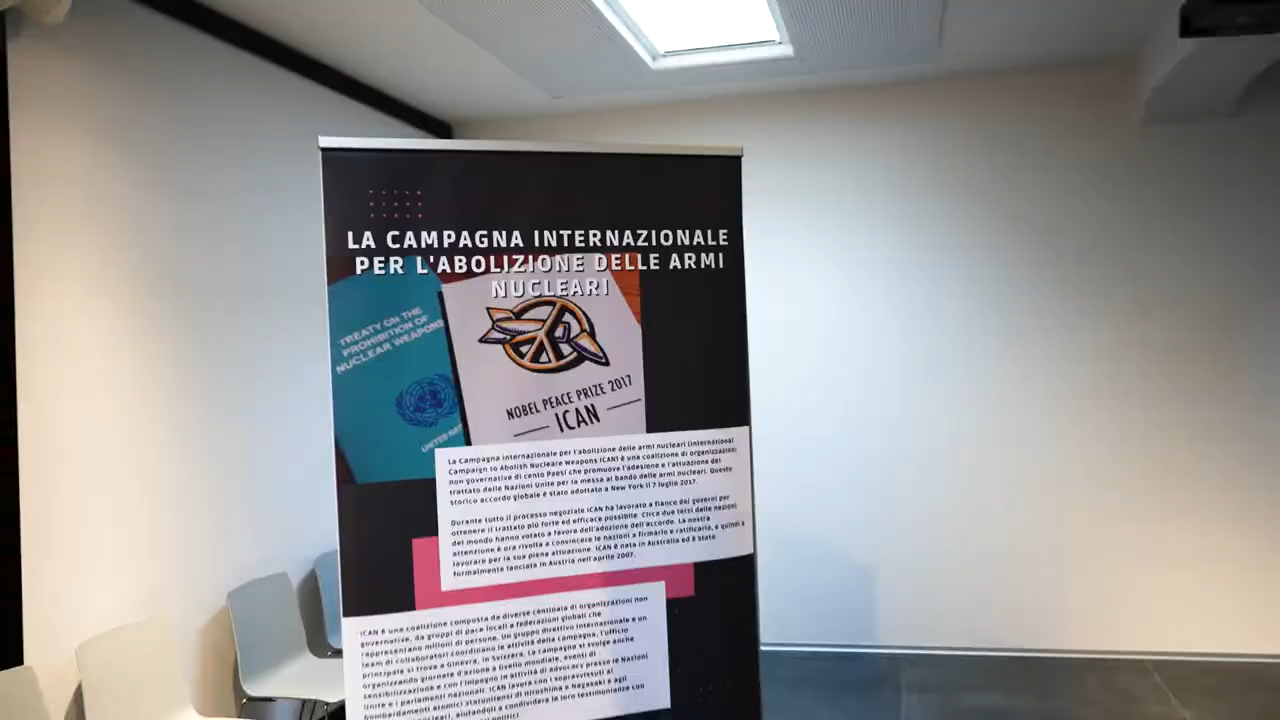 LA CAMPAGNA INTERNAZIONALE
PER L'ABOLIZIONE DELLE ARMI
NUCLEARI
TREATY ON THE
PROHIBITION OF
NUCLEAR WEAPONS
UNITED NAT
NOBEL PEACE PRIZE 2017
ICAN
La Campagna internazionale per l'abolizione delle armi nucleari (International
Campaign to Abolish Nucleare Weapons ICAN) è una coalizione di organizzazioni
non governative di cento Paesi che promuove l'adesione e l'attuazione del
trattato delle Nazioni Unite per la messa al bando delle armi nucleari. Questo
storico accordo globale è stato adottato a New York il 7 luglio 2017.
Durante tutto il processo negoziale ICAN ha lavorato a fianco dei governi per
ottenere il trattato più forte ed efficace possibile. Circa due terzi delle nazioni
del mondo hanno votato a favore dell'adozione dell'accordo. La nostra
attenzione è ora rivolta a convincere le nazioni a firmarlo e ratificarlo, e quindi a
lavorare per la sua piena attuazione. ICAN è nata in Australia ed è stata
formalmente lanciata in Austria nell'aprile 2007.
ICAN è una coalizione composta da diverse centinaia di organizzazioni non
governative, da gruppi di pace locali a federazioni globali che
rappresentano milioni di persone. Un gruppo direttivo internazionale e un
team di collaboratori coordinano le attività della campagna, l'ufficio
principale si trova a Ginevra, in Svizzera. La campagna si svolge anche
organizzando giornate d'azione a livello mondiale, eventi di
sensibilizzazione e con l'impegno in attività di advocacy presso le Nazioni
Unite e i parlamenti nazionali. ICAN lavora con i sopravvissuti ai
bombardamenti atomici statunitensi di Hiroshima e Nagasaki e agli
nucleari, aiutandoli a condividere la loro testimonianza con
politici